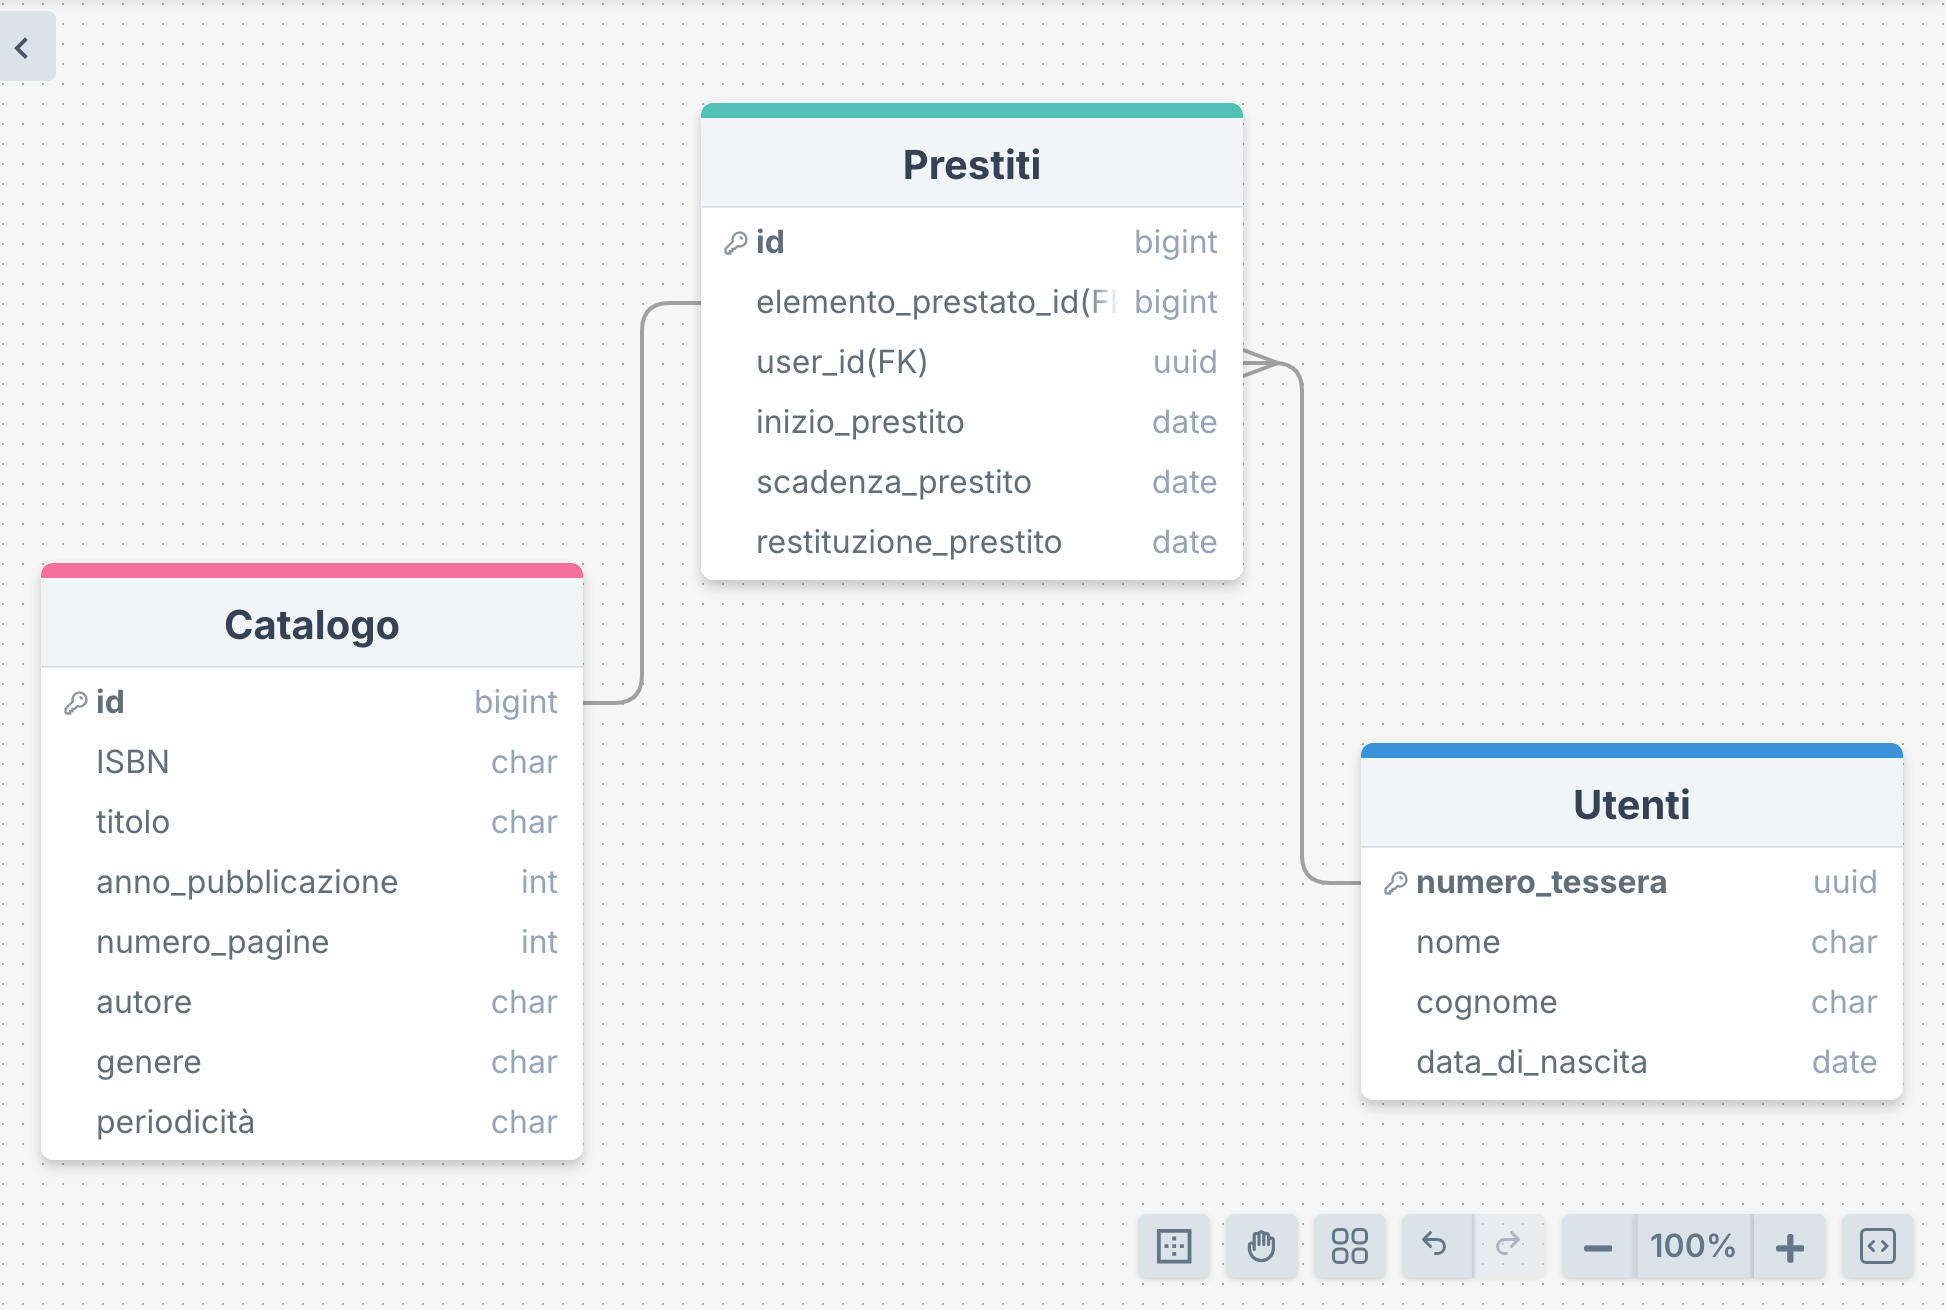 Prestiti
id bigint
elemento_prestato_id(F bigint
user_id(FK) uuid
inizio_prestito date
scadenza_prestito date
restituzione_prestito date
Catalogo
id bigint
ISBN char
titolo char
anno_pubblicazione int
numero_pagine int
autore char
genere char
periodicità char
Utenti
numero_tessera uuid
nome char
cognome char
data_di_nascita date
100%